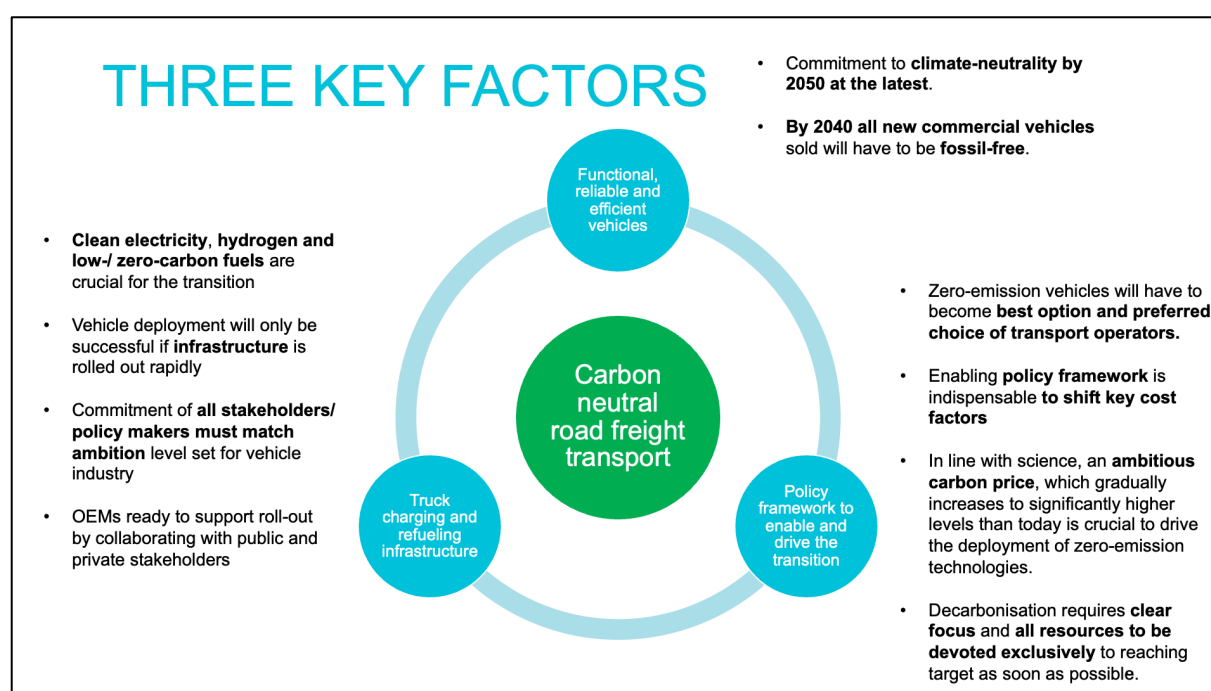 THREE KEY FACTORS
• Commitment to climate-neutrality by
2050 at the latest.
• By 2040 all new commercial vehicles
sold will have to be fossil-free.
Functional,
reliable and
efficient
vehicles
• Clean electricity, hydrogen and
low-/ zero-carbon fuels are
crucial for the transition
• Vehicle deployment will only be
successful if infrastructure is
rolled out rapidly
• Commitment of all stakeholders/
policy makers must match
ambition level set for vehicle
industry
• OEMs ready to support roll-out
by collaborating with public and
private stakeholders
Carbon
neutral
road freight
transport
Truck
charging and
refueling
infrastructure
Policy
framework to
enable and
drive the
transition
• Zero-emission vehicles will have to
become best option and preferred
choice of transport operators.
• Enabling policy framework is
indispensable to shift key cost
factors
• In line with science, an ambitious
carbon price, which gradually
increases to significantly higher
levels than today is crucial to drive
the deployment of zero-emission
technologies.
• Decarbonisation requires clear
focus and all resources to be
devoted exclusively to reaching
target as soon as possible.